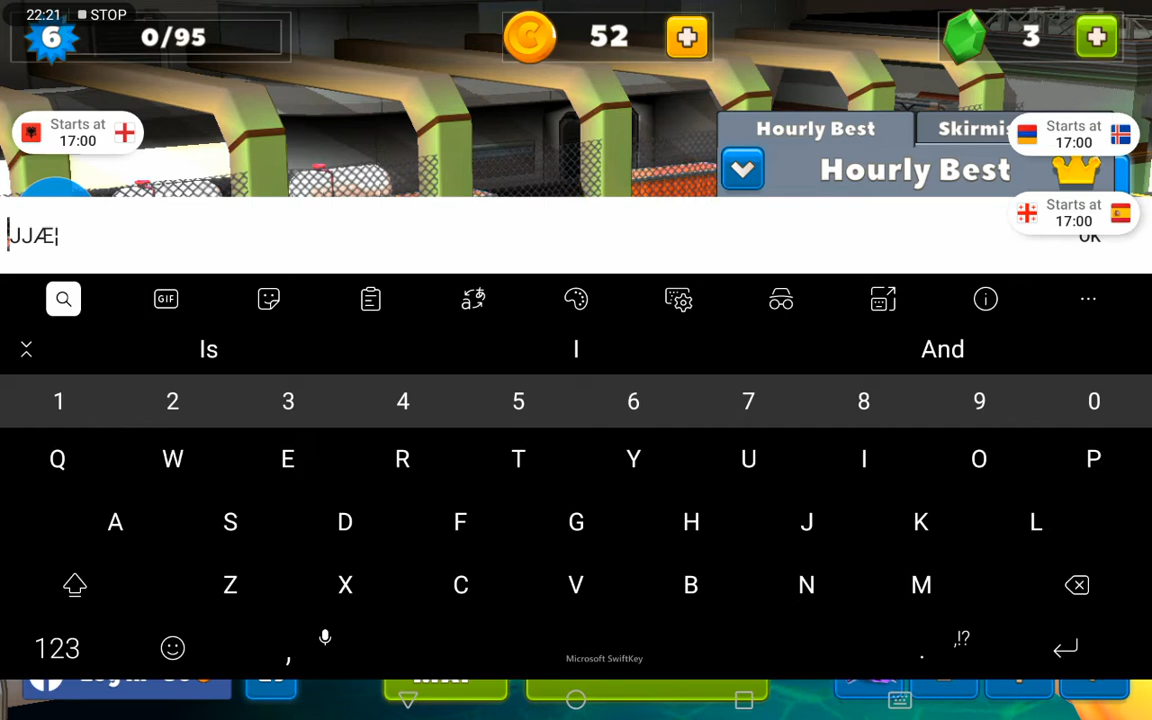 22:21 STOP
6 0/95 52 3
Starts at
17:00
Hourly Best
Starts at
17:00
Hourly Best
Starts at
17:00
JJÆ¦
GIF
Is I And
1 2 3 4 5 6 7 8 9 0
Q W E R T Y U I O P
A S D F G H J K L
Z X C V B N M
123 , Microsoft SwiftKey . ,!?